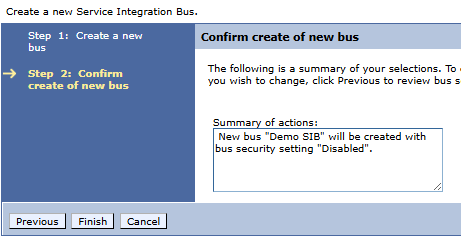 Create a new Service Integration Bus.
Step 1: Create a new
bus
Step 2: Confirm
create of new bus
Confirm create of new bus
The following is a summary of your selections. To
you wish to change, click Previous to review bus s
Summary of actions:
New bus "Demo SIB" will be created with
bus security setting "Disabled".
Previous Finish Cancel